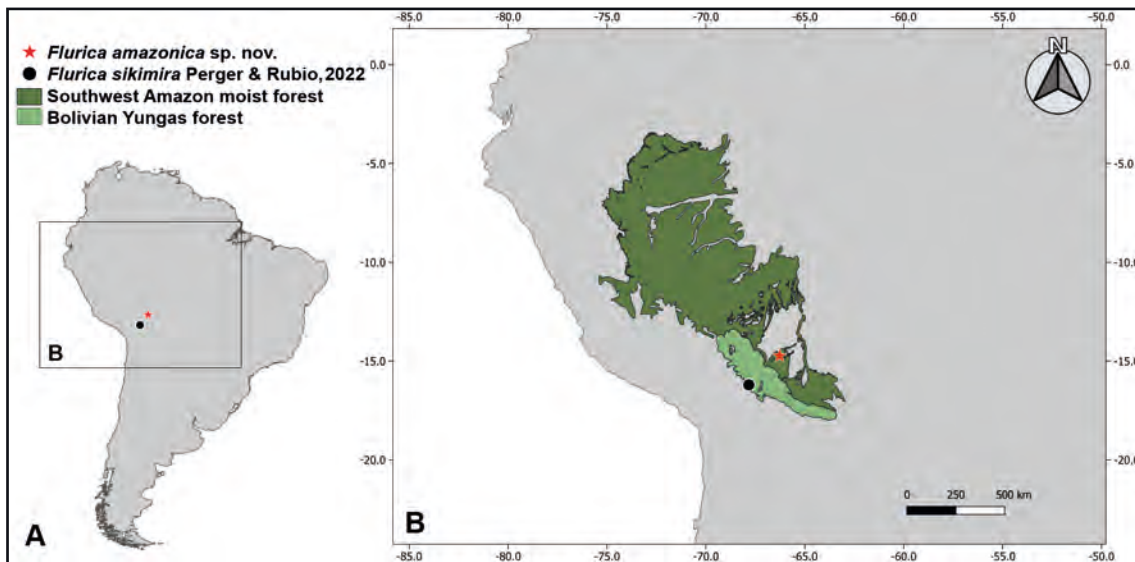 Flurica amazonica sp. nov.
Flurica sikimira Perger & Rubio, 2022
Southwest Amazon moist forest
Bolivian Yungas forest
B
A
-85.0 -80.0 -75.0 -70.0 -65.0 -60.0 -55.0 -50.0
N
0.0 0.0
-5.0 -5.0
-10.0 -10.0
-15.0 -15.0
-20.0 -20.0
0 250 500 km
B
-85.0 -80.0 -75.0 -70.0 -65.0 -60.0 -55.0 -50.0